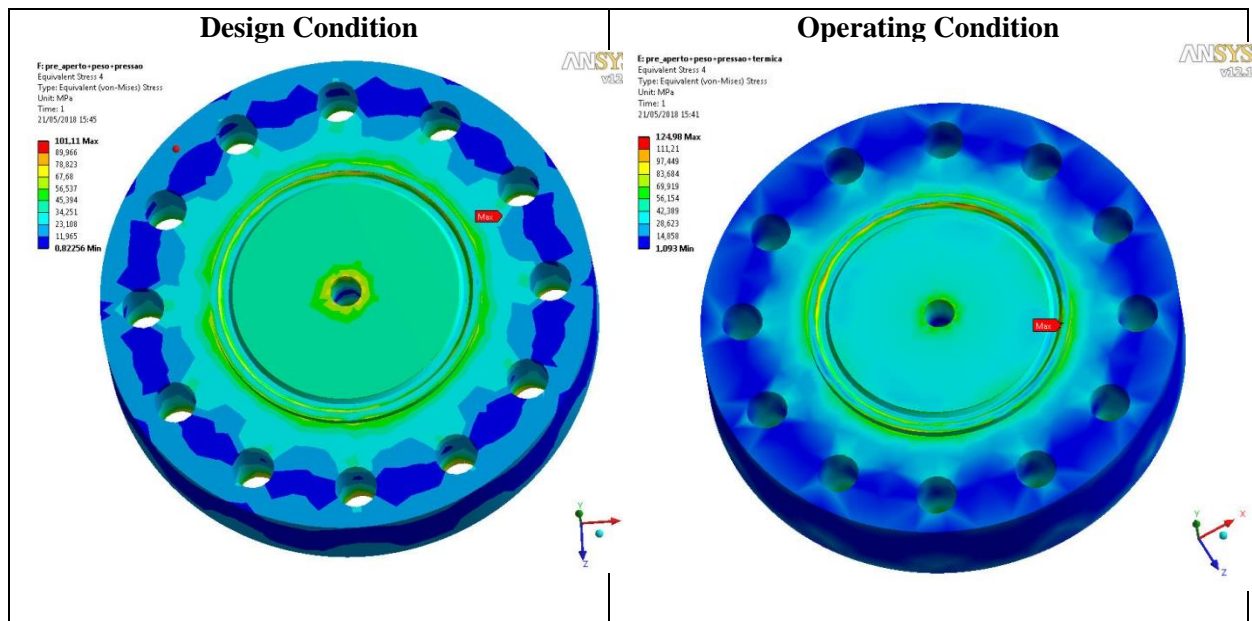 Design Condition
F: pre_aperto+peso+pressao
Equivalent Stress 4
Type: Equivalent (von-Mises) Stress
Unit: MPa
Time: 1
21/05/2018 15:45
101,11 Max
89,966
78,823
67,68
56,537
45,394
34,251
23,108
11,965
0,82256 Min
ANSYS
v12
Max
Y
Z
Operating Condition
E: pre_aperto+peso+pressao+termica
Equivalent Stress 4
Type: Equivalent (von-Mises) Stress
Unit: MPa
Time: 1
21/05/2018 15:41
124,98 Max
111,21
97,449
83,684
69,919
56,154
42,389
28,623
14,858
1,093 Min
ANSYS
v12.1
Max
Y
X
Z